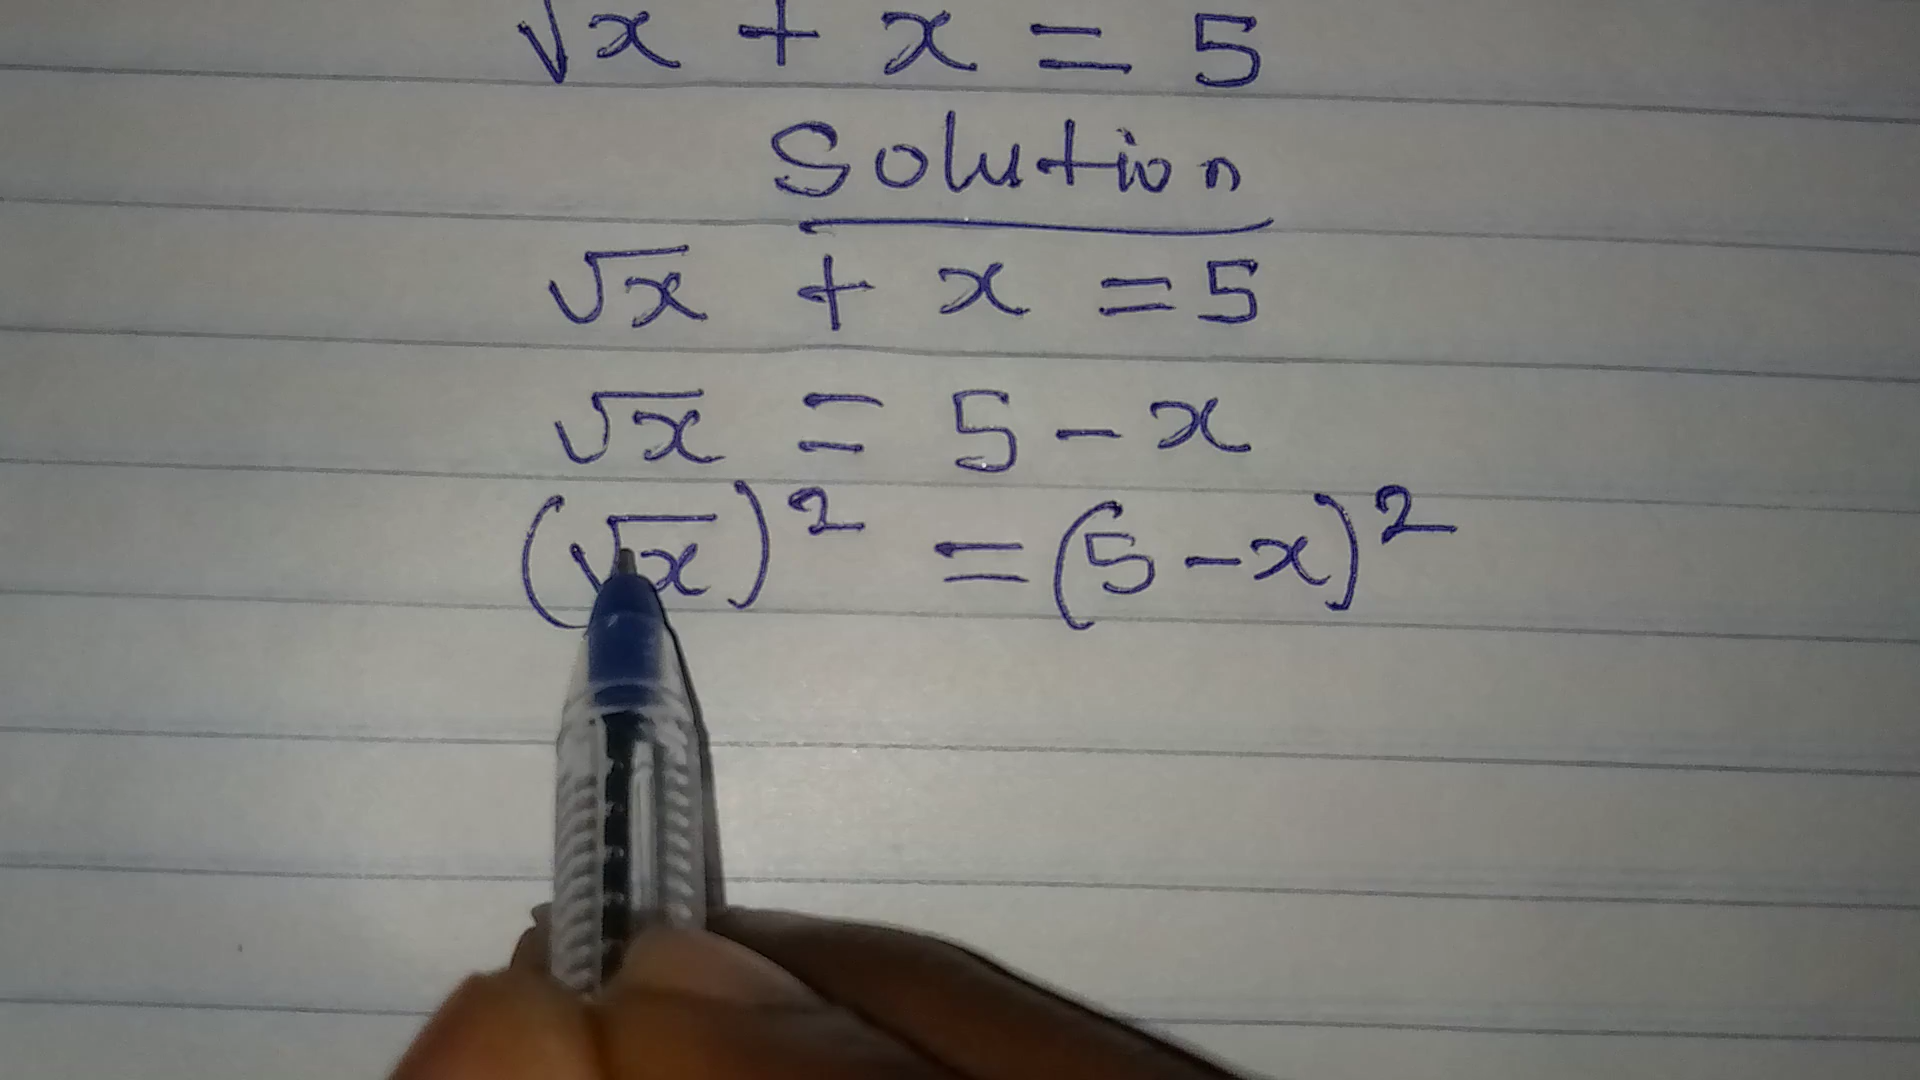 √x + x = 5
Solution
√x + x = 5
√x = 5 - x
(√x)² = (5-x)²